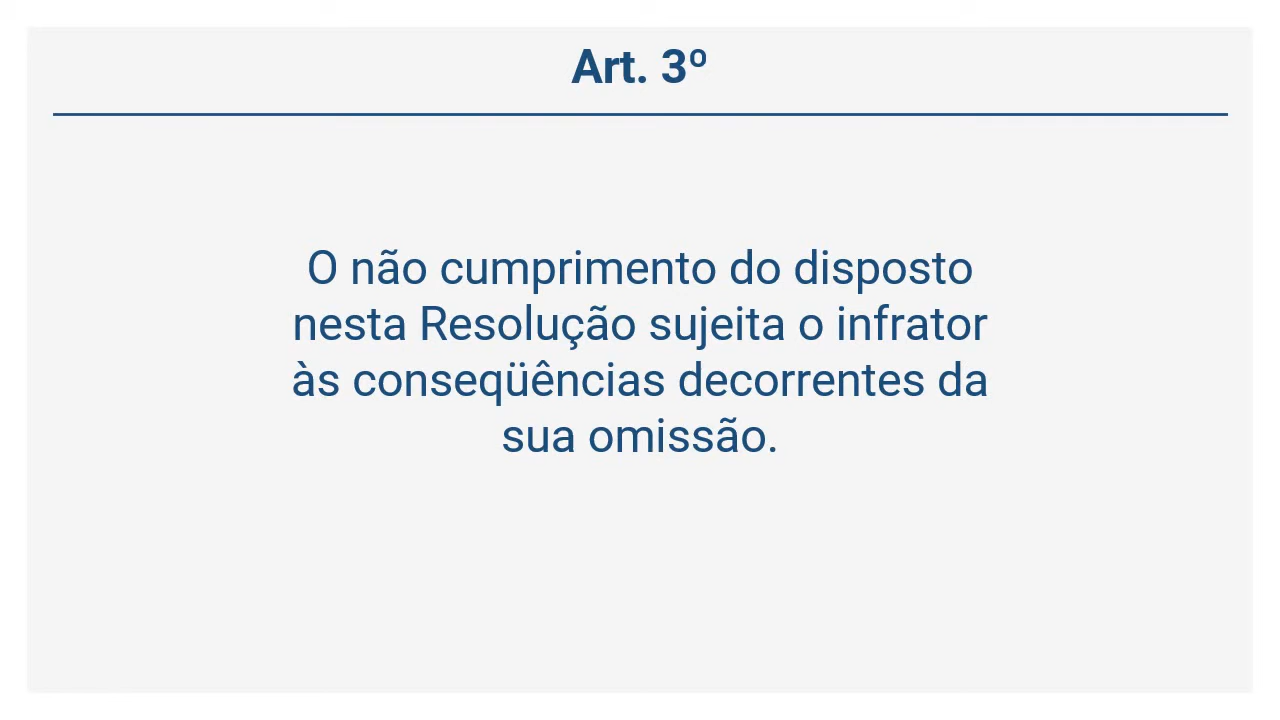 Art. 3º
O não cumprimento do disposto
nesta Resolução sujeita o infrator
às conseqüências decorrentes da
sua omissão.